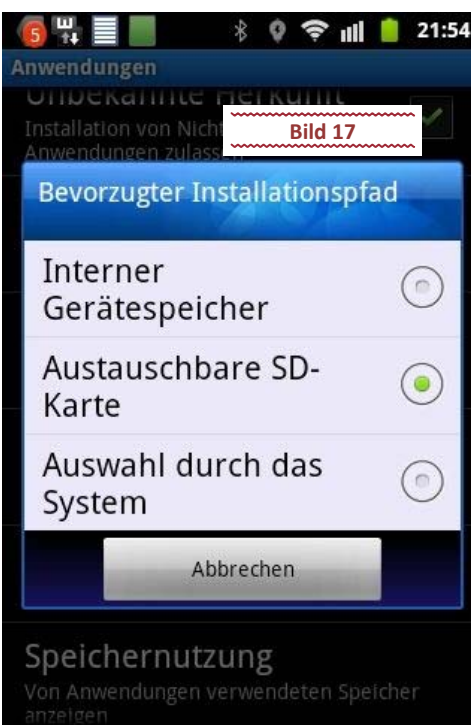 5 21:54
Anwendungen
Unbekannte Herkunft
Installation von Nicht
Bild 17
Anwendungen zulassen
Bevorzugter Installationspfad
Interner
Gerätespeicher
Austauschbare SD-
Karte
Auswahl durch das
System
Abbrechen
Speichernutzung
Von Anwendungen verwendeten Speicher
anzeigen